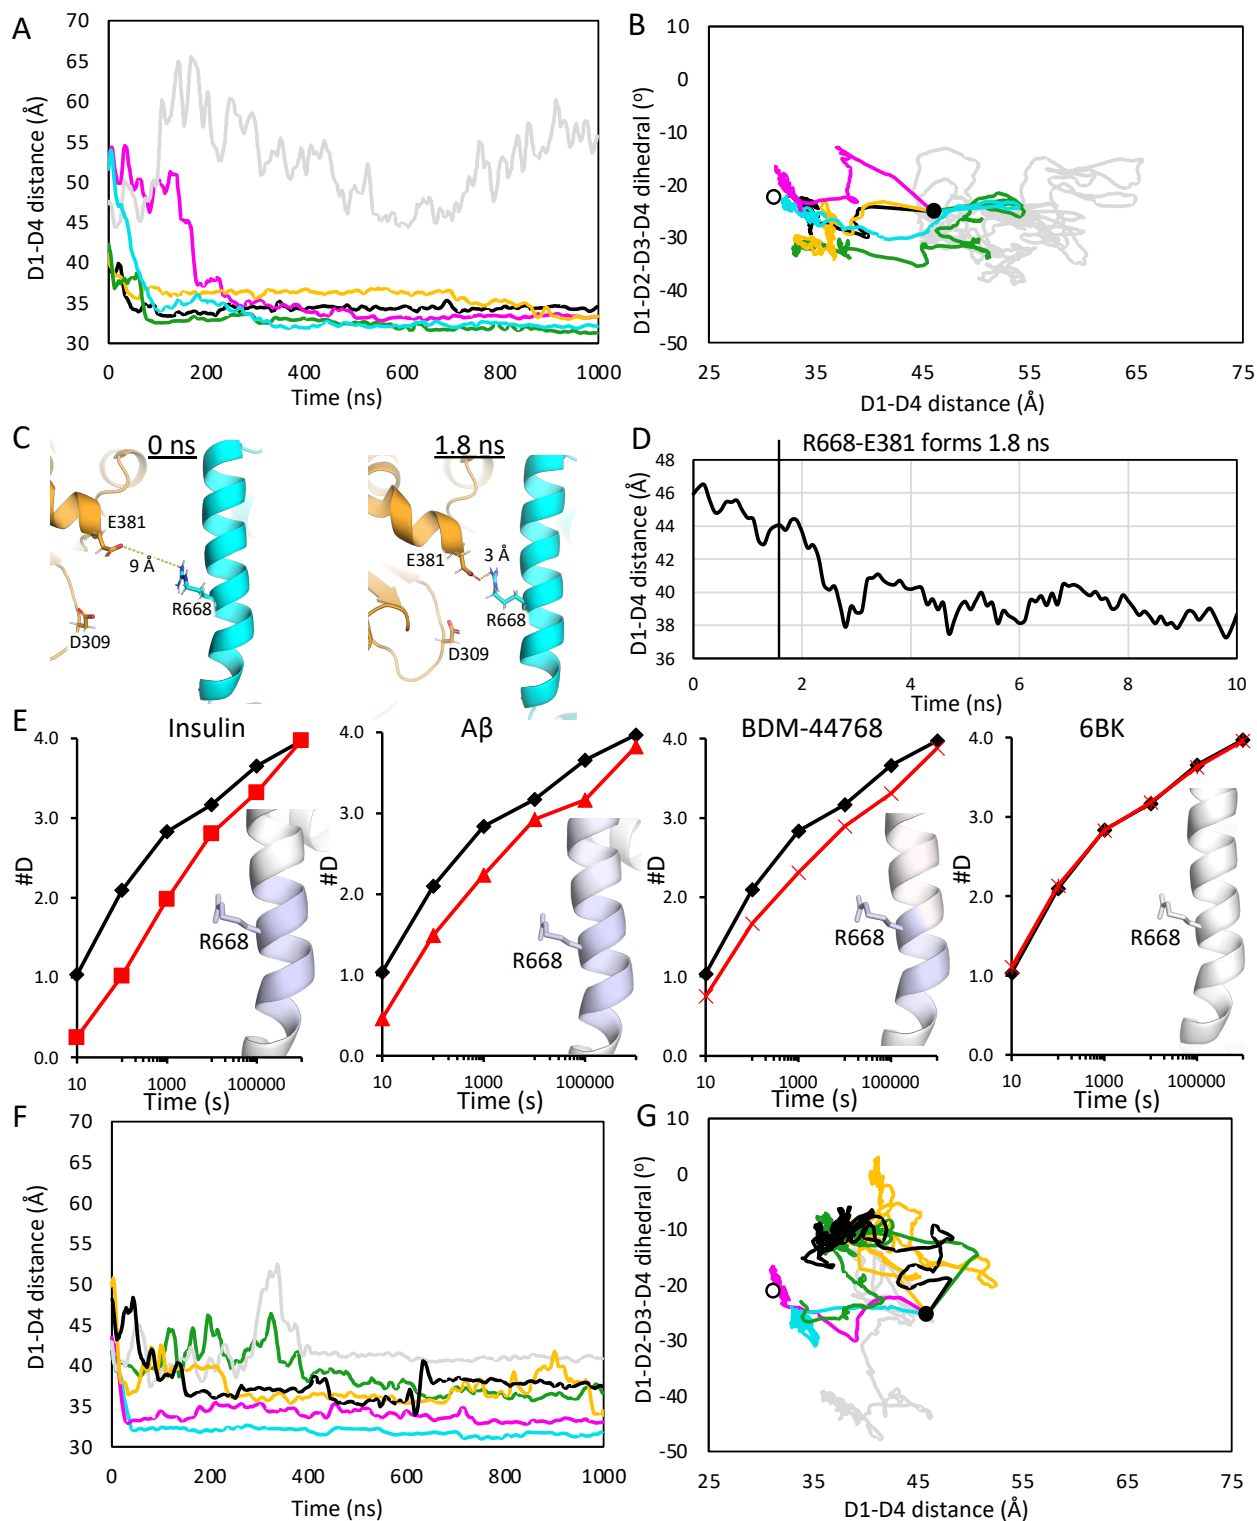 A
70
65
60
55
50
45
40
35
30
D1-D4 distance (Å)
0 200 400 600 800 1000
Time (ns)
B
10
0
-10
-20
-30
-40
-50
D1-D2-D3-D4 dihedral (°)
25 35 45 55 65 75
D1-D4 distance (Å)
C
0 ns
E381
9 Å
R668
D309
1.8 ns
E381
3 Å
R668
D309
D
R668-E381 forms 1.8 ns
48
46
44
42
40
38
36
D1-D4 distance (Å)
0 2 4 6 8 10
Time (ns)
E
Insulin
4.0
3.0
2.0
1.0
0.0
#D
R668
10 1000 100000
Time (s)
Aβ
4.0
3.0
2.0
1.0
0.0
#D
R668
10 1000 100000
Time (s)
BDM-44768
4.0
3.0
2.0
1.0
0.0
#D
R668
10 1000 100000
Time (s)
6BK
4.0
3.0
2.0
1.0
0.0
#D
R668
10 1000 100000
Time (s)
F
70
65
60
55
50
45
40
35
30
D1-D4 distance (Å)
0 200 400 600 800 1000
Time (ns)
G
10
0
-10
-20
-30
-40
-50
D1-D2-D3-D4 dihedral (°)
25 35 45 55 65 75
D1-D4 distance (Å)